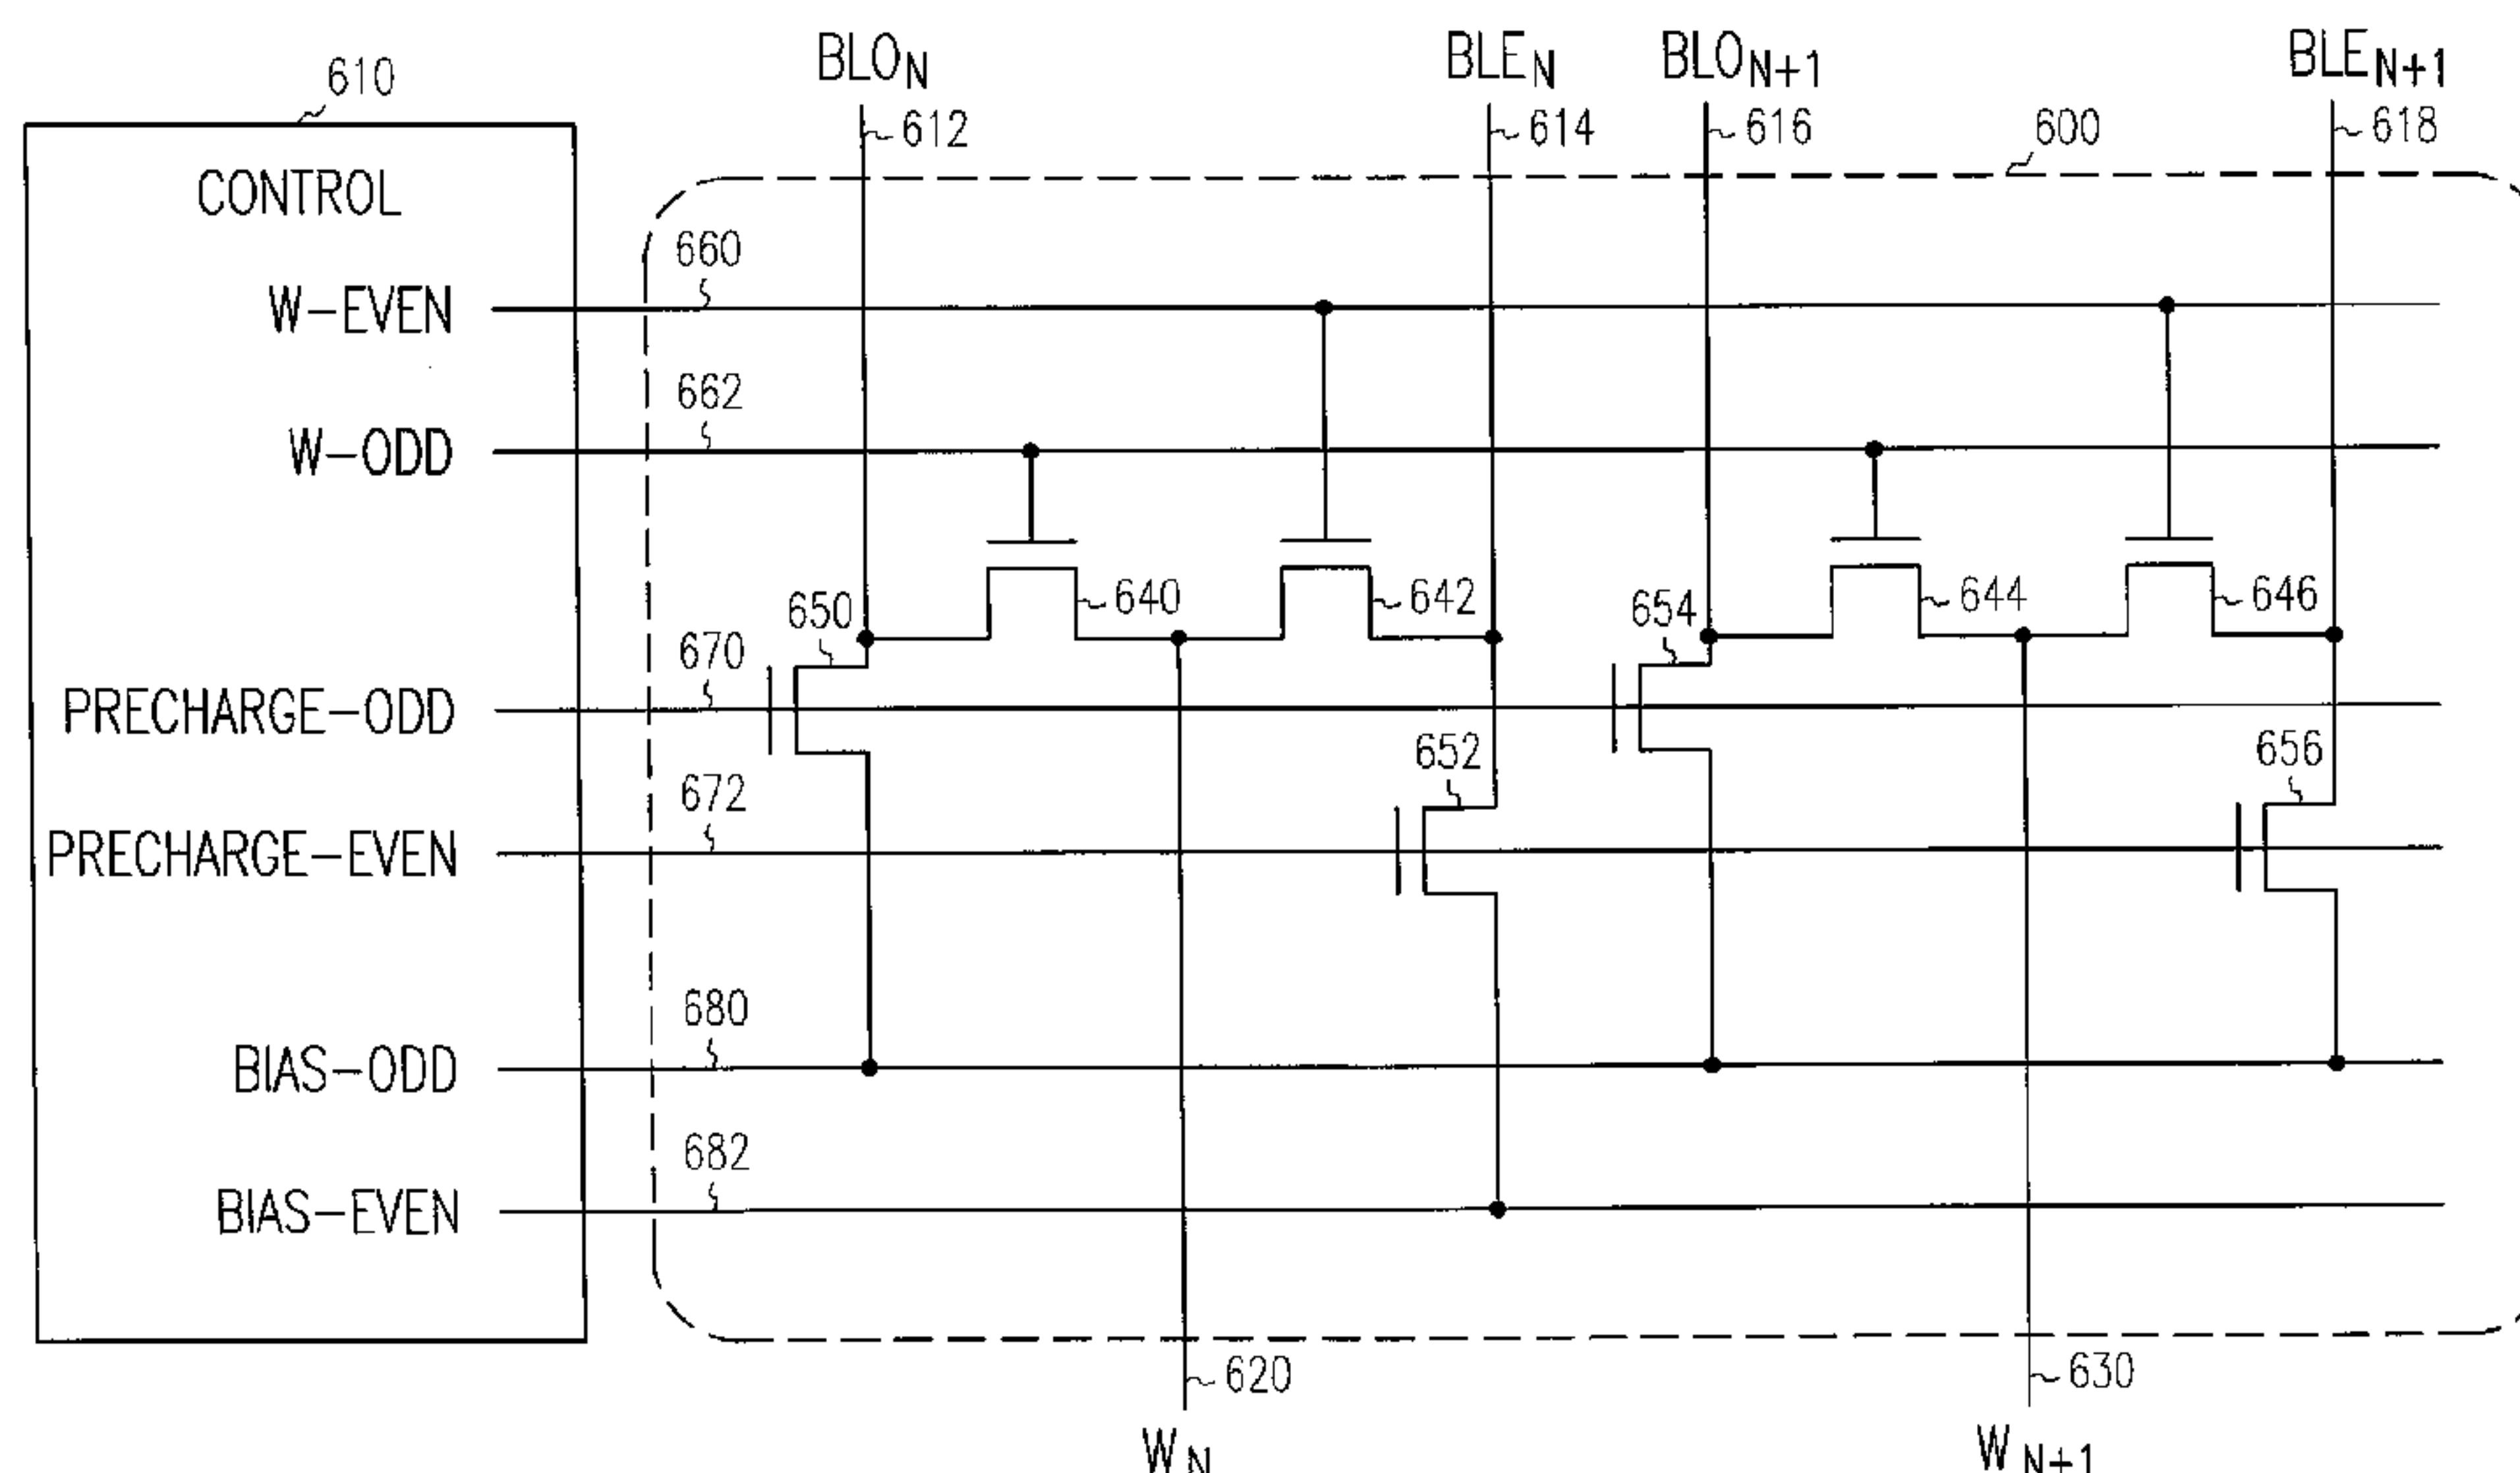 BLO_N
BLE_N
BLO_N+1
BLE_N+1
610
612
614
616
600
618
CONTROL
660
W-EVEN
662
W-ODD
650
640
642
654
644
646
670
PRECHARGE-ODD
652
656
672
PRECHARGE-EVEN
680
BIAS-ODD
682
BIAS-EVEN
620
630
W_N
W_N+1